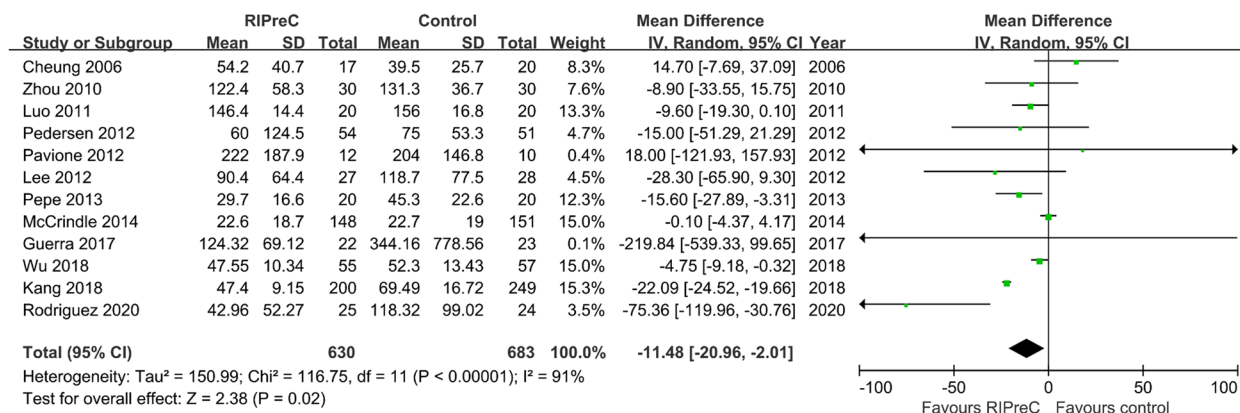 RIPreC Control Mean Difference Mean Difference
Study or Subgroup Mean SD Total Mean SD Total Weight IV, Random, 95% CI Year IV, Random, 95% CI
Cheung 2006 54.2 40.7 17 39.5 25.7 20 8.3% 14.70 [-7.69, 37.09] 2006
Zhou 2010 122.4 58.3 30 131.3 36.7 30 7.6% -8.90 [-33.55, 15.75] 2010
Luo 2011 146.4 14.4 20 156 16.8 20 13.3% -9.60 [-19.30, 0.10] 2011
Pedersen 2012 60 124.5 54 75 53.3 51 4.7% -15.00 [-51.29, 21.29] 2012
Pavione 2012 222 187.9 12 204 146.8 10 0.4% 18.00 [-121.93, 157.93] 2012
Lee 2012 90.4 64.4 27 118.7 77.5 28 4.5% -28.30 [-65.90, 9.30] 2012
Pepe 2013 29.7 16.6 20 45.3 22.6 20 12.3% -15.60 [-27.89, -3.31] 2013
McCrindle 2014 22.6 18.7 148 22.7 19 151 15.0% -0.10 [-4.37, 4.17] 2014
Guerra 2017 124.32 69.12 22 344.16 778.56 23 0.1% -219.84 [-539.33, 99.65] 2017
Wu 2018 47.55 10.34 55 52.3 13.43 57 15.0% -4.75 [-9.18, -0.32] 2018
Kang 2018 47.4 9.15 200 69.49 16.72 249 15.3% -22.09 [-24.52, -19.66] 2018
Rodriguez 2020 42.96 52.27 25 118.32 99.02 24 3.5% -75.36 [-119.96, -30.76] 2020
Total (95% CI) 630 683 100.0% -11.48 [-20.96, -2.01]
Heterogeneity: Tau² = 150.99; Chi² = 116.75, df = 11 (P < 0.00001); I² = 91%
Test for overall effect: Z = 2.38 (P = 0.02)
-100 -50 0 50 100
Favours RIPreC Favours control